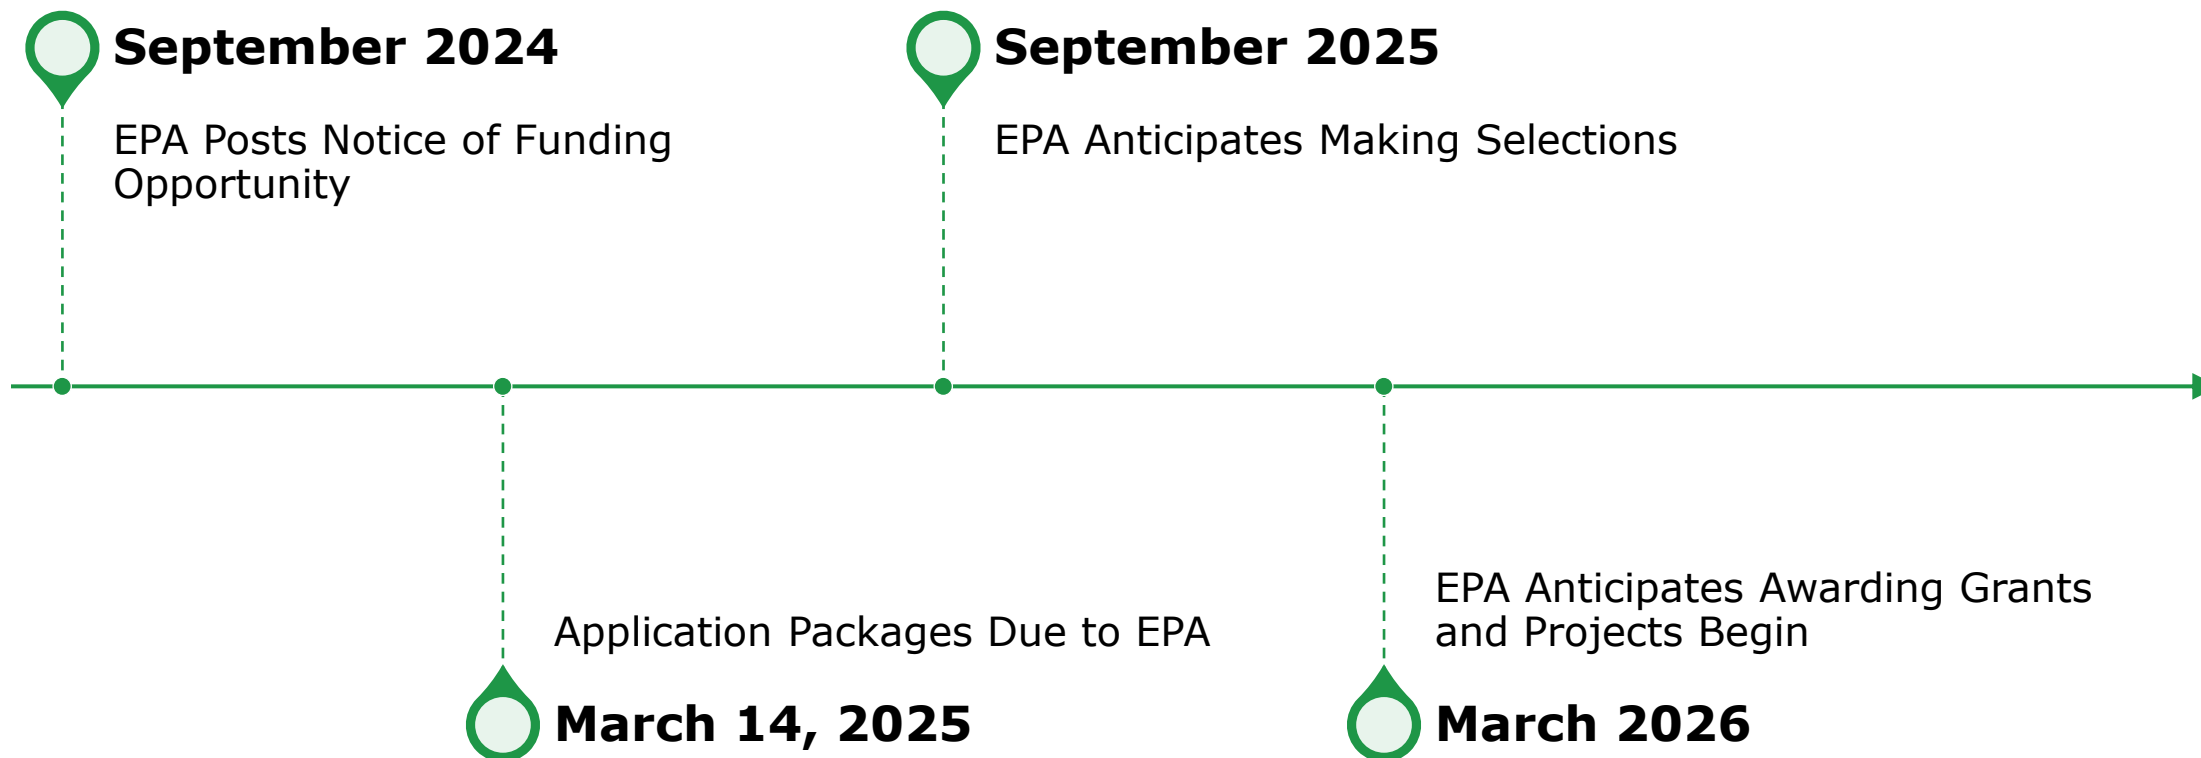 September 2024
EPA Posts Notice of Funding
Opportunity
Application Packages Due to EPA
March 14, 2025
September 2025
EPA Anticipates Making Selections
EPA Anticipates Awarding Grants
and Projects Begin
March 2026